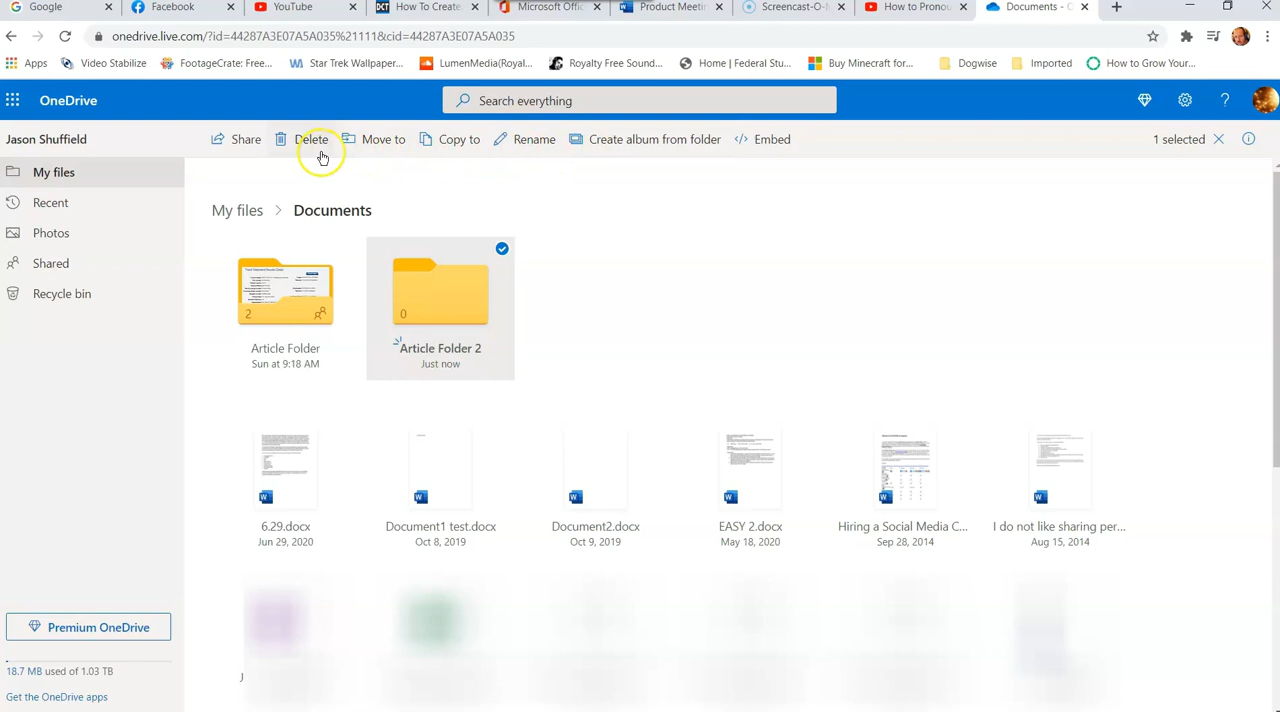 Google
Facebook
YouTube
How To Create
Microsoft Offic
Product Meetin
Screencast-O-M
How to Pronou
Documents - O
onedrive.live.com/?id=44287A3E07A5A035%21111&cid=44287A3E07A5A035
Apps
Video Stabilize
FootageCrate: Free...
Star Trek Wallpaper...
LumenMedia(Royal...
Royalty Free Sound...
Home | Federal Stu...
Buy Minecraft for...
Dogwise
Imported
How to Grow Your...
OneDrive
Search everything
Jason Shuffield
Share
Delete
Move to
Copy to
Rename
Create album from folder
Embed
1 selected
My files
Recent
Photos
Shared
Recycle bin
My files > Documents
2
Article Folder
Sun at 9:18 AM
0
Article Folder 2
Just now
6.29.docx
Jun 29, 2020
Document1 test.docx
Oct 8, 2019
Document2.docx
Oct 9, 2019
EASY 2.docx
May 18, 2020
Hiring a Social Media C...
Sep 28, 2014
I do not like sharing per...
Aug 15, 2014
Premium OneDrive
18.7 MB used of 1.03 TB
Get the OneDrive apps